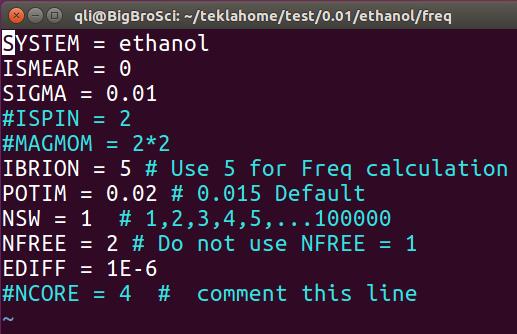 qli@BigBroSci: ~/teklahome/test/0.01/ethanol/freq
SYSTEM = ethanol
ISMEAR = 0
SIGMA = 0.01
#ISPIN = 2
#MAGMOM = 2*2
IBRION = 5 # Use 5 for Freq calculation
POTIM = 0.02 # 0.015 Default
NSW = 1  # 1,2,3,4,5,...100000
NFREE = 2 # Do not use NFREE = 1
EDIFF = 1E-6
#NCORE = 4  #  comment this line
~